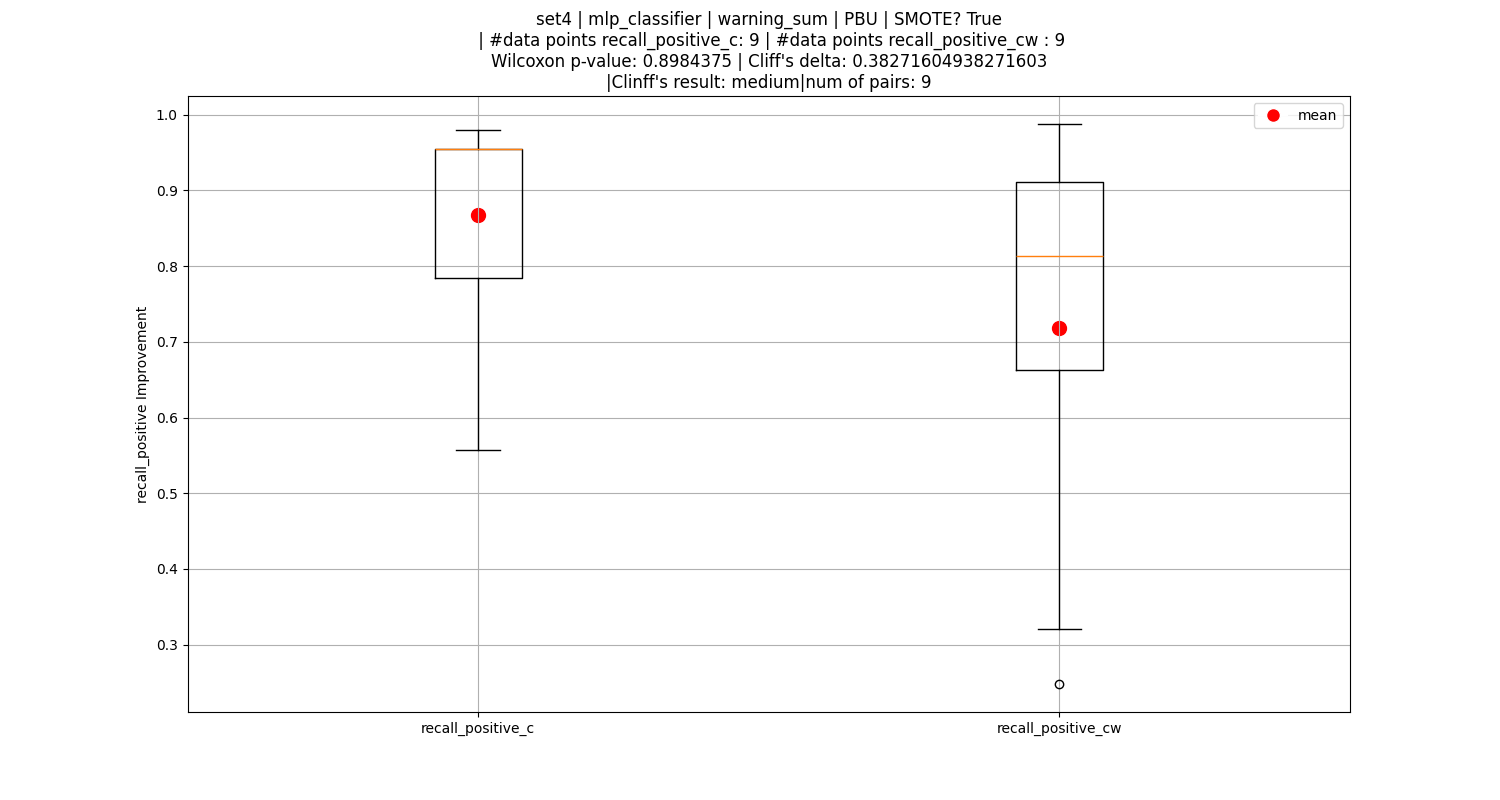 set4 | mlp_classifier | warning_sum | PBU | SMOTE? True
| #data points recall_positive_c: 9 | #data points recall_positive_cw : 9
Wilcoxon p-value: 0.8984375 | Cliff's delta: 0.38271604938271603
|Clinff's result: medium|num of pairs: 9
mean
1.0
0.9
0.8
0.7
0.6
0.5
0.4
0.3
recall_positive Improvement
recall_positive_c
recall_positive_cw